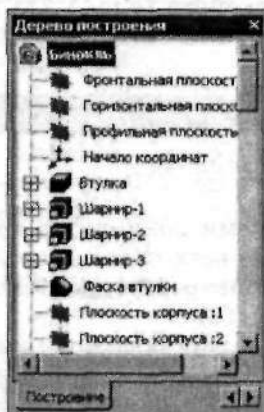 Дерево построения
Бинокль
Фронтальная плоскост
Горизонтальная плоск
Профильная плоскость
Начало координат
Втулка
Шарнир-1
Шарнир-2
Шарнир-3
Фаска втулки
Плоскость корпуса :1
Плоскость корпуса :2
Построение